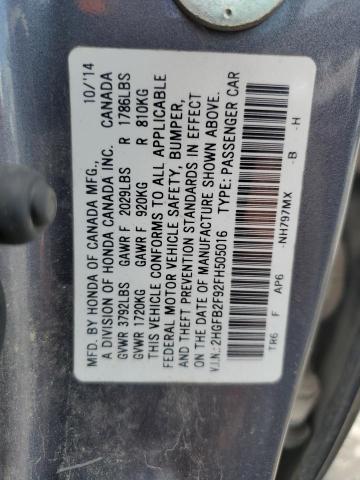 MFD. BY HONDA OF CANADA MFG., 10/'14
A DIVISION OF HONDA CANADA INC. CANADA
GVWR 3792LBS GAWR F 2029LBS R 1786LBS
GVWR 1720KG GAWR F 920KG R 810KG
THIS VEHICLE CONFORMS TO ALL APPLICABLE
FEDERAL MOTOR VEHICLE SAFETY, BUMPER,
AND THEFT PREVENTION STANDARDS IN EFFECT
ON THE DATE OF MANUFACTURE SHOWN ABOVE.
V.I.N.:2HGFB2F92FH505016 TYPE: PASSENGER CAR
TR6 F AP6 -NH797MX -B -H